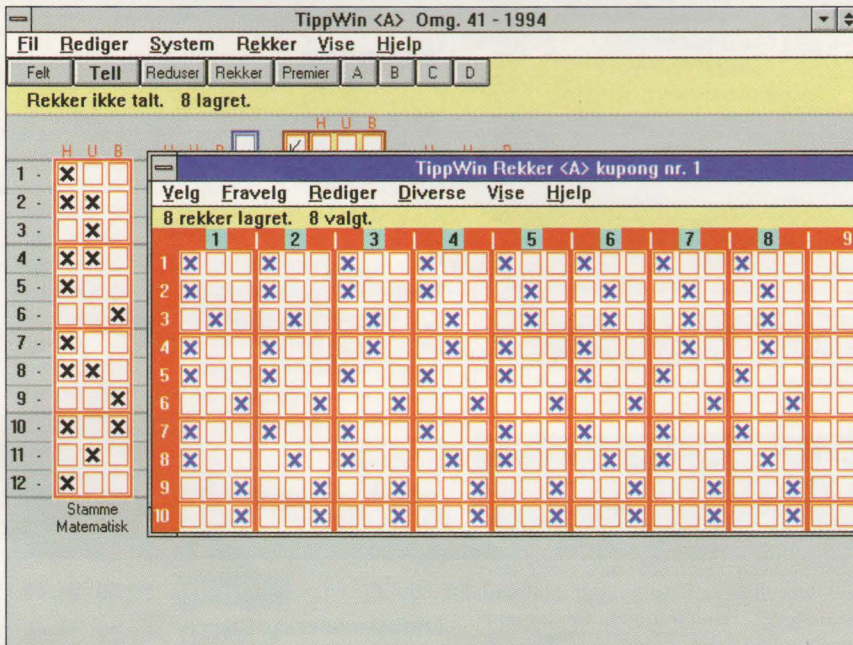 TippWin <A> Omg. 41 - 1994
Fil Rediger System Rekker Vise Hjelp
Felt Tell Reduser Rekker Premier A B C D
Rekker ikke talt. 8 lagret.
H U B
H U B
TippWin Rekker <A> kupong nr. 1
Velg Fravelg Rediger Diverse Vise Hjelp
8 rekker lagret. 8 valgt.
1 2 3 4 5 6 7 8 9
1 -
2 -
3 -
4 -
5 -
6 -
7 -
8 -
9 -
10 -
11 -
12 -
1
2
3
4
5
6
7
8
9
10
Stamme
Matematisk